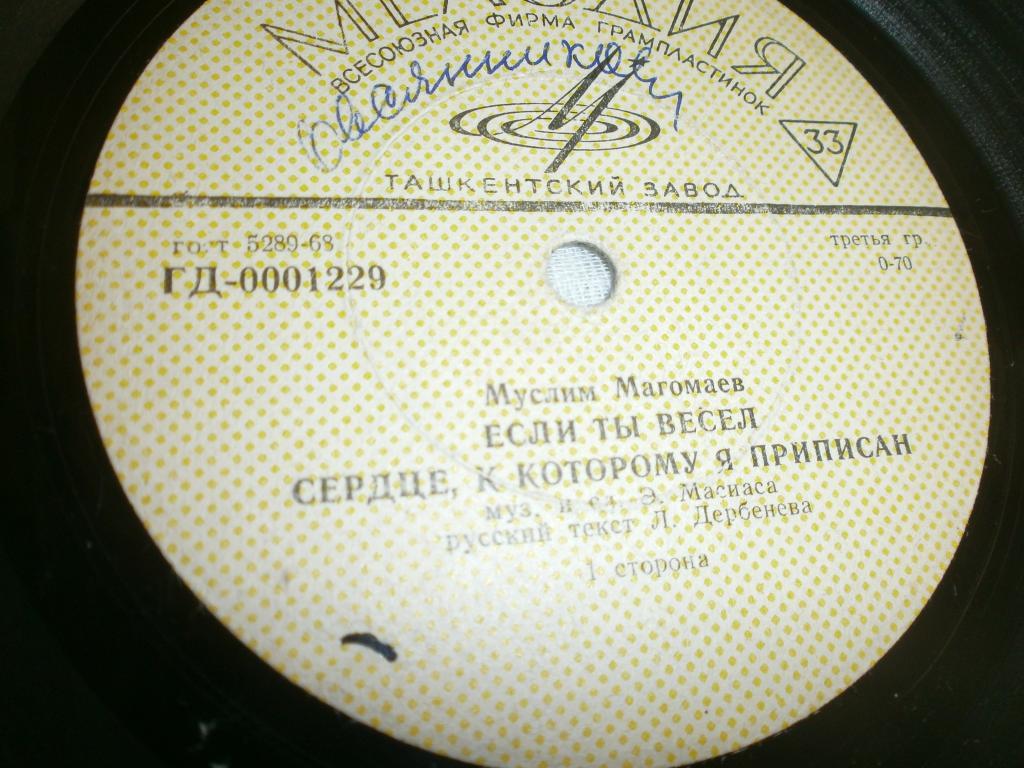 МЕЛОДИЯ
ВСЕСОЮЗНАЯ ФИРМА ГРАМПЛАСТИНОК
33
ТАШКЕНТСКИЙ ЗАВОД
ГОСТ 5289-68
ГД-0001229
третья гр.
0-70
Муслим Магомаев
ЕСЛИ ТЫ ВЕСЕЛ
СЕРДЦЕ, К КОТОРОМУ Я ПРИПИСАН
муз. и сл. Э. Масиаса
русский текст Л. Дербенева
1 сторона